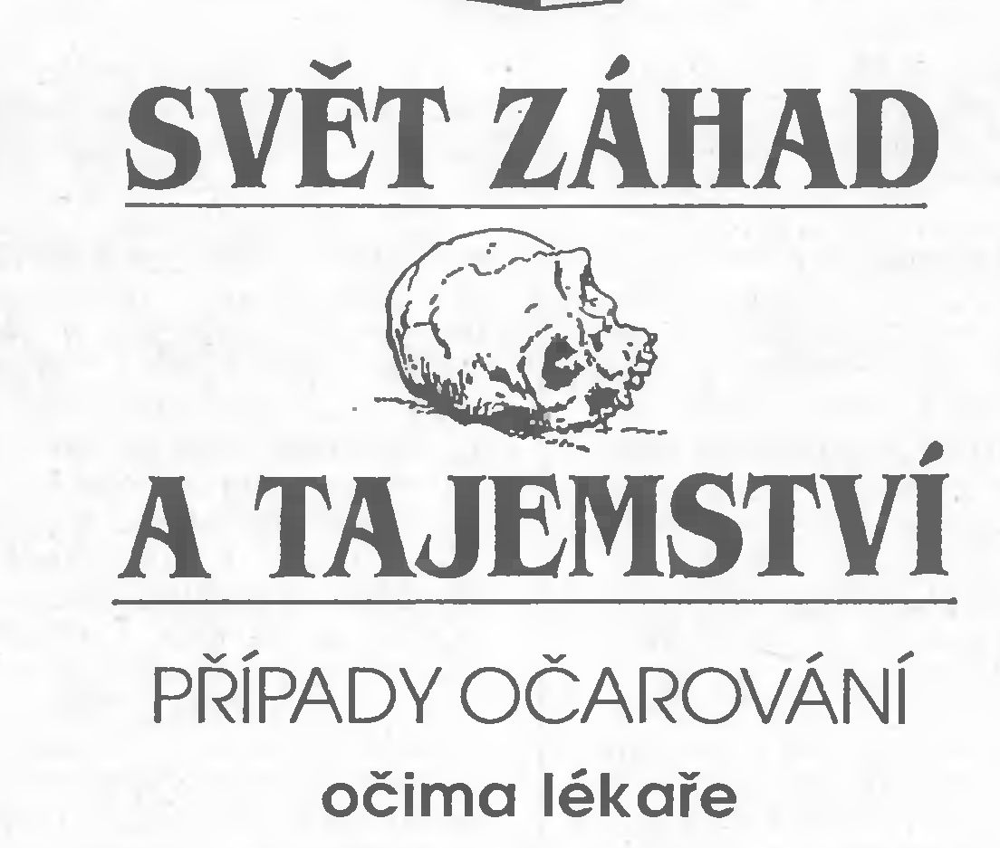 SVĚT ZÁHAD
A TAJEMSTVÍ
PŘÍPADY OČAROVÁNÍ
očima lékaře